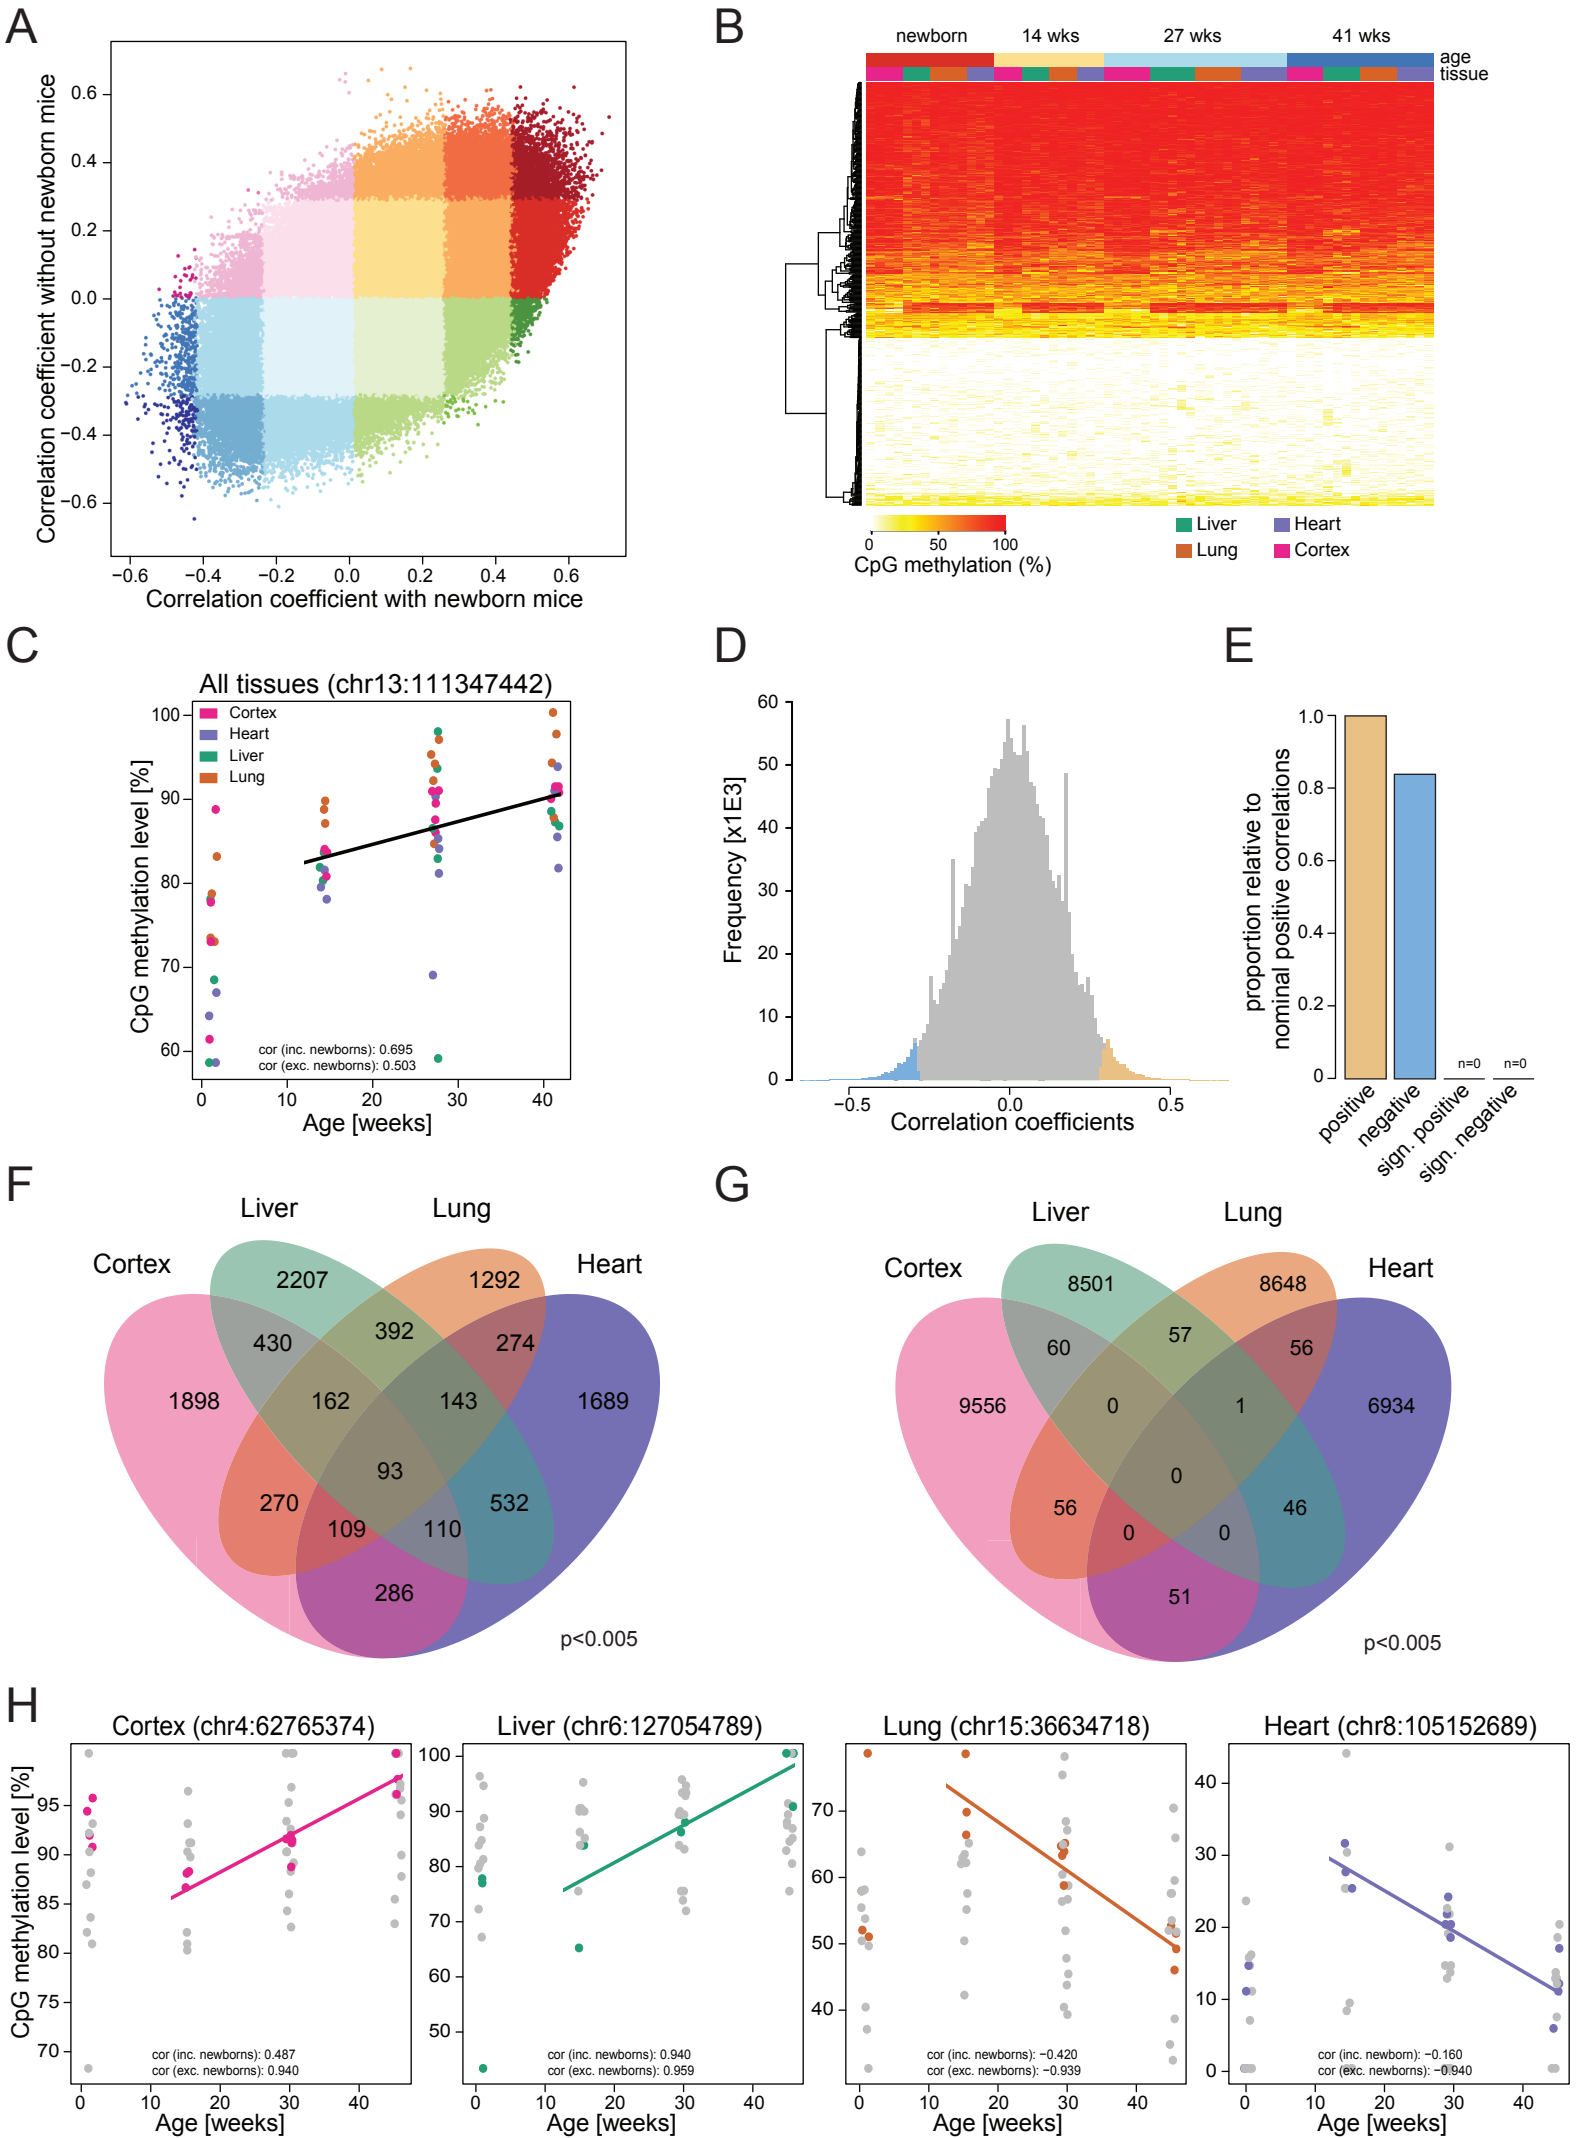 A
Correlation coefficient without newborn mice
0.6
0.4
0.2
0.0
−0.2
−0.4
−0.6
−0.6 −0.4 −0.2 0.0 0.2 0.4 0.6
Correlation coefficient with newborn mice
B
newborn 14 wks 27 wks 41 wks
age
tissue
0 50 100
CpG methylation (%)
Liver Heart
Lung Cortex
C
All tissues (chr13:111347442)
CpG methylation level [%]
100
90
80
70
60
Cortex
Heart
Liver
Lung
cor (inc. newborns): 0.695
cor (exc. newborns): 0.503
0 10 20 30 40
Age [weeks]
D
Frequency [x1E3]
60
50
40
30
20
10
0
−0.5 0.0 0.5
Correlation coefficients
E
proportion relative to
nominal positive correlations
1.0
0.8
0.6
0.4
0.2
0
n=0 n=0
positive
negative
sign. positive
sign. negative
F
Liver Lung
Cortex Heart
2207 1292
430 392 274
1898 162 143 1689
93
270 532
109 110
286
p<0.005
G
Liver Lung
Cortex Heart
8501 8648
60 57 56
9556 0 1 6934
0
56 46
0 0
51
p<0.005
H
CpG methylation level [%]
Cortex (chr4:62765374)
95
90
85
80
75
70
cor (inc. newborns): 0.487
cor (exc. newborns): 0.940
0 10 20 30 40
Age [weeks]
Liver (chr6:127054789)
100
90
80
70
60
50
cor (inc. newborns): 0.940
cor (exc. newborns): 0.959
0 10 20 30 40
Age [weeks]
Lung (chr15:36634718)
70
60
50
40
cor (inc. newborns): −0.420
cor (exc. newborns): −0.939
0 10 20 30 40
Age [weeks]
Heart (chr8:105152689)
40
30
20
10
0
cor (inc. newborn): −0.160
cor (exc. newborns): −0.940
0 10 20 30 40
Age [weeks]